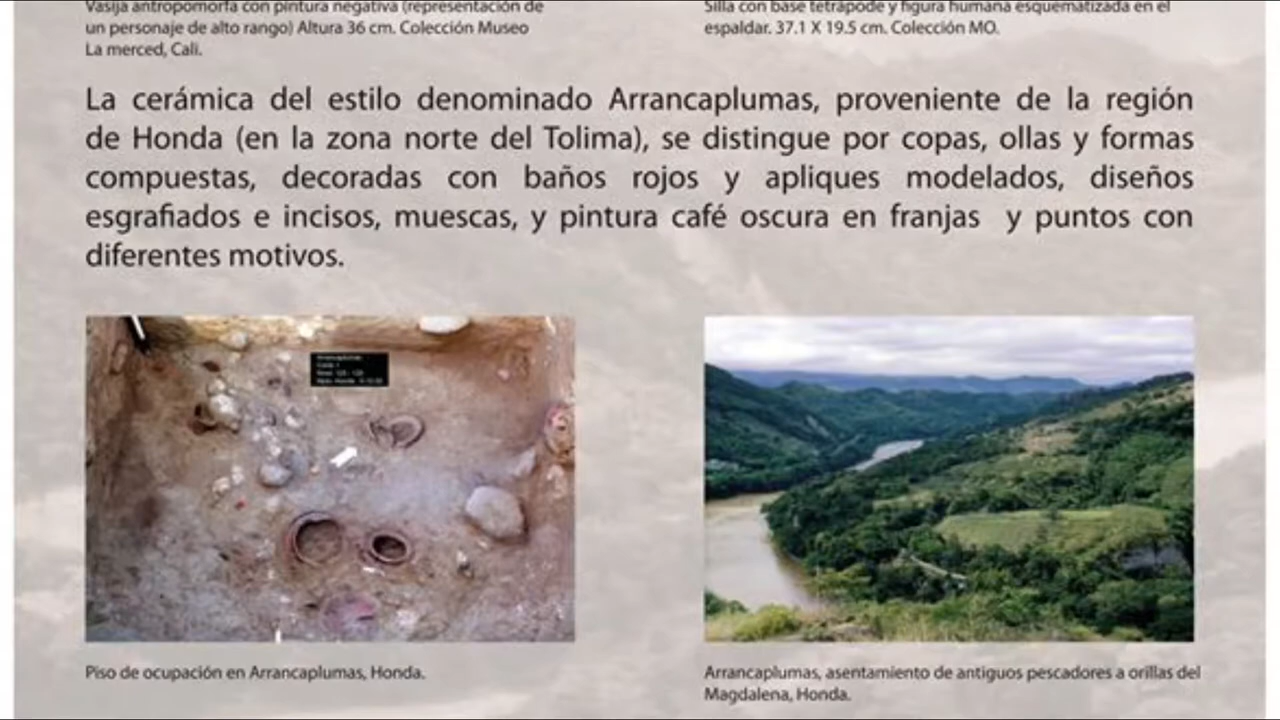 Vasija antropomorfa con pintura negativa (representación de
un personaje de alto rango) Altura 36 cm. Colección Museo
La merced, Cali.
Silla con base tetrápode y figura humana esquematizada en el
espaldar. 37.1 X 19.5 cm. Colección MO.
La cerámica del estilo denominado Arrancaplumas, proveniente de la región
de Honda (en la zona norte del Tolima), se distingue por copas, ollas y formas
compuestas, decoradas con baños rojos y apliques modelados, diseños
esgrafiados e incisos, muescas, y pintura café oscura en franjas y puntos con
diferentes motivos.
Arrancaplumas
Piso de ocupación en Arrancaplumas, Honda.
Arrancaplumas, asentamiento de antiguos pescadores a orillas del
Magdalena, Honda.